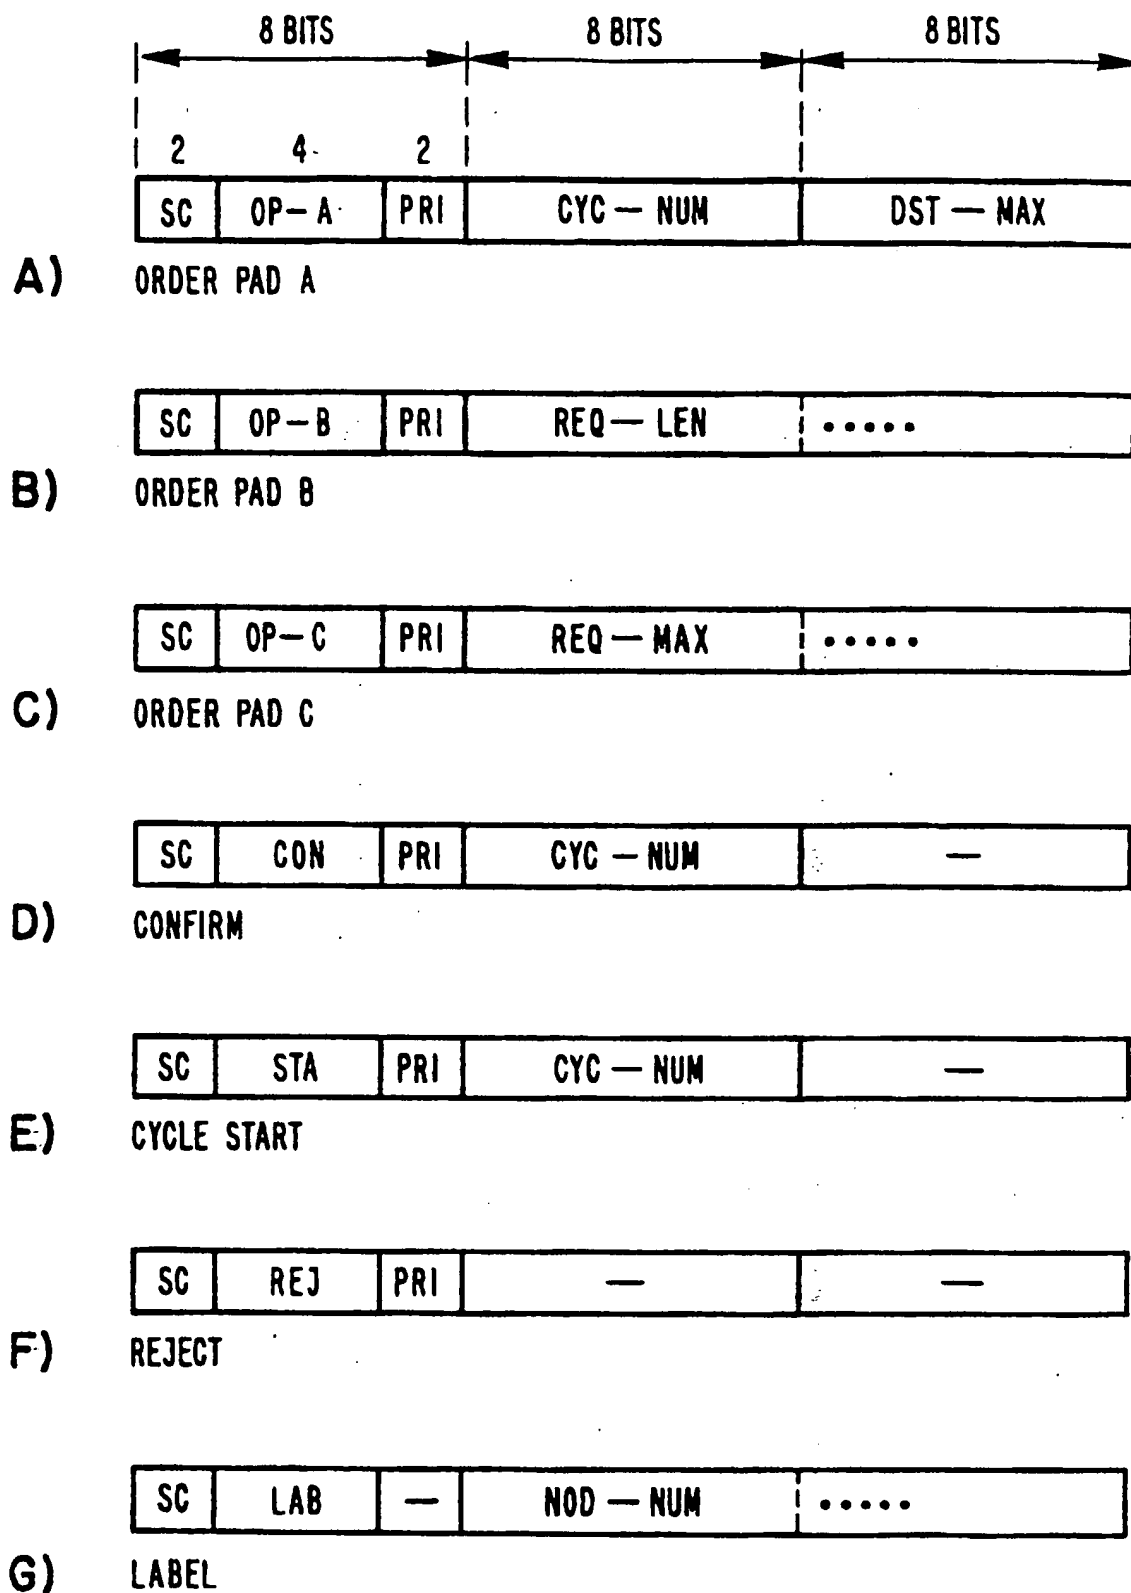 8 BITS 8 BITS 8 BITS
2 4 2
SC OP-A PRI CYC — NUM DST — MAX
A) ORDER PAD A
SC OP-B PRI REQ — LEN •••••
B) ORDER PAD B
SC OP-C PRI REQ — MAX •••••
C) ORDER PAD C
SC CON PRI CYC — NUM —
D) CONFIRM
SC STA PRI CYC — NUM —
E) CYCLE START
SC REJ PRI — —
F) REJECT
SC LAB — NOD — NUM •••••
G) LABEL